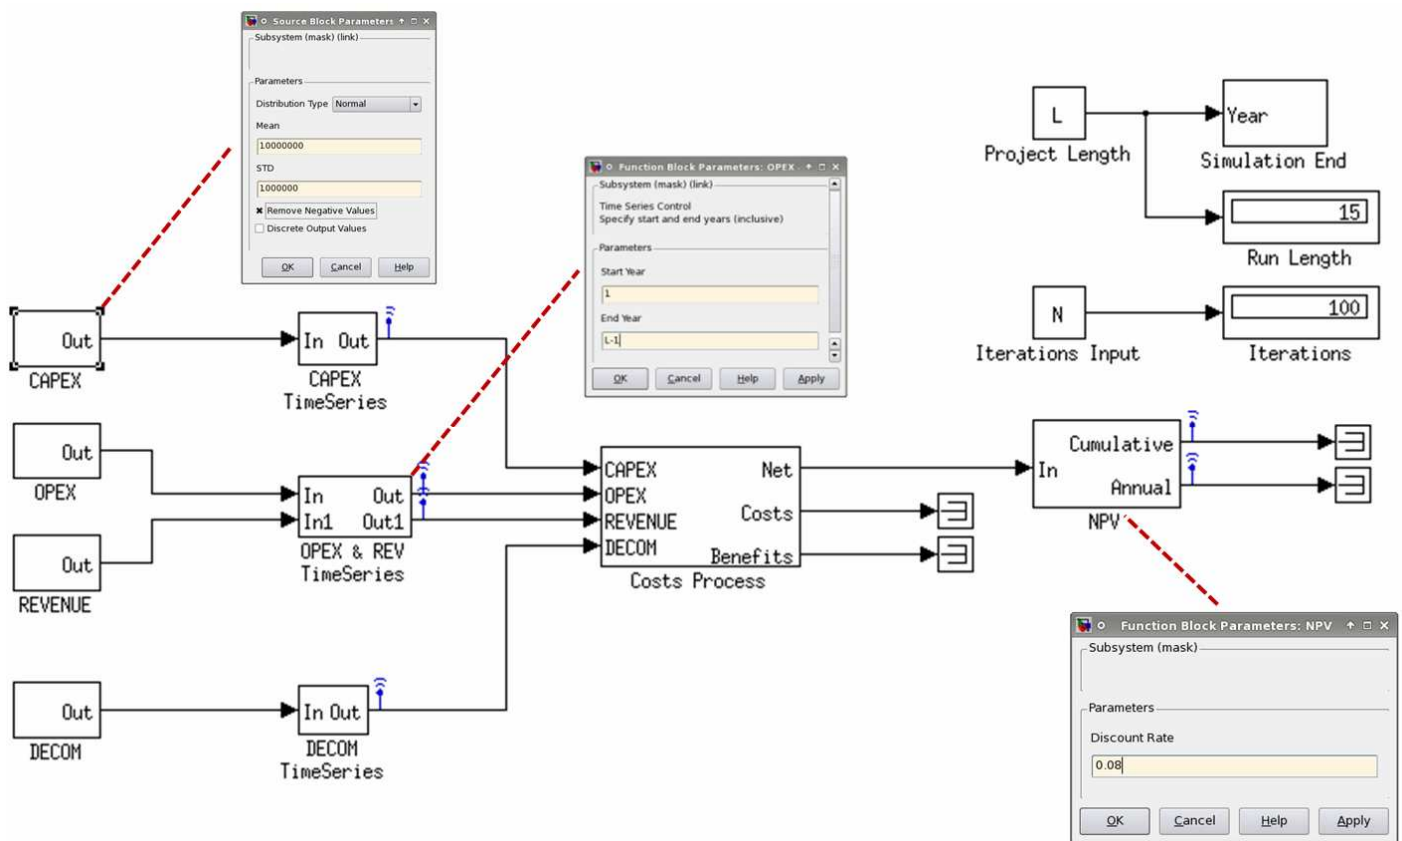 Source Block Parameters
Subsystem (mask) (link)
Parameters
Distribution Type Normal
Mean
10000000
STD
1000000
Remove Negative Values
Discrete Output Values
OK Cancel Help
Function Block Parameters: OPEX
Subsystem (mask) (link)
Time Series Control
Specify start and end years (inclusive)
Parameters
Start Year
1
End Year
L-1
OK Cancel Help Apply
L
Project Length
Year
Simulation End
15
Run Length
N
Iterations Input
100
Iterations
Out
CAPEX
In Out
CAPEX
TimeSeries
Out
OPEX
In Out
In1 Out1
OPEX & REV
TimeSeries
Out
REVENUE
Out
DECOM
In Out
DECOM
TimeSeries
CAPEX Net
OPEX
REVENUE Costs
DECOM Benefits
Costs Process
Cumulative
In
Annual
NPV
Function Block Parameters: NPV
Subsystem (mask)
Parameters
Discount Rate
0.08
OK Cancel Help Apply